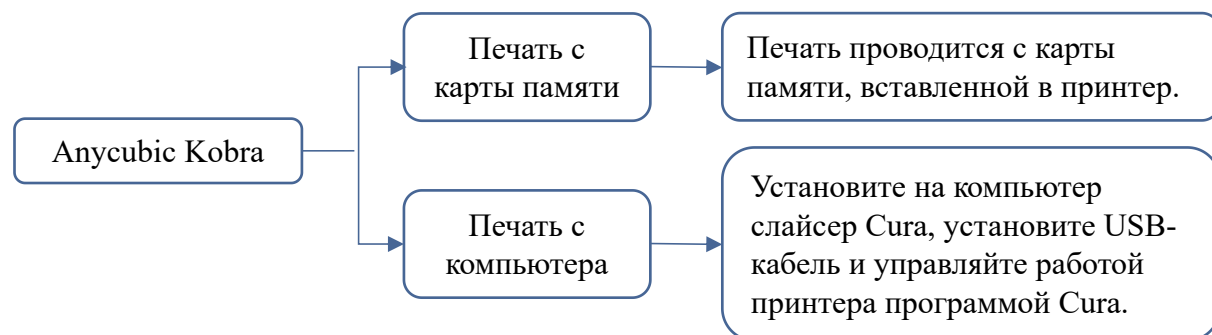 Anycubic Kobra
Печать с
карты памяти
Печать проводится с карты
памяти, вставленной в принтер.
Печать с
компьютера
Установите на компьютер
слайсер Cura, установите USB-
кабель и управляйте работой
принтера программой Cura.